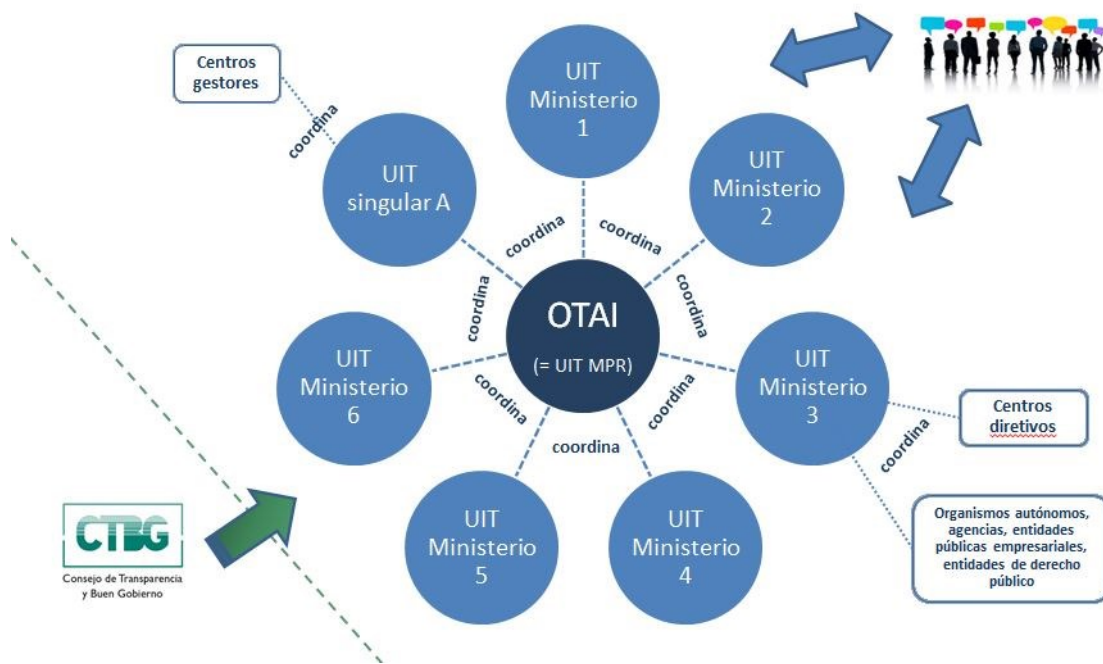 Centros
gestores
coordina
UIT
Ministerio
1
UIT
singular A
UIT
Ministerio
2
coordina
coordina
coordina
coordina
OTAI
(= UIT MPR)
UIT
Ministerio
6
UIT
Ministerio
3
coordina
coordina
coordina
Centros
diretivos
coordina
UIT
Ministerio
5
UIT
Ministerio
4
Organismos autónomos,
agencias, entidades
públicas empresariales,
entidades de derecho
público
CTBG
Consejo de Transparencia
y Buen Gobierno